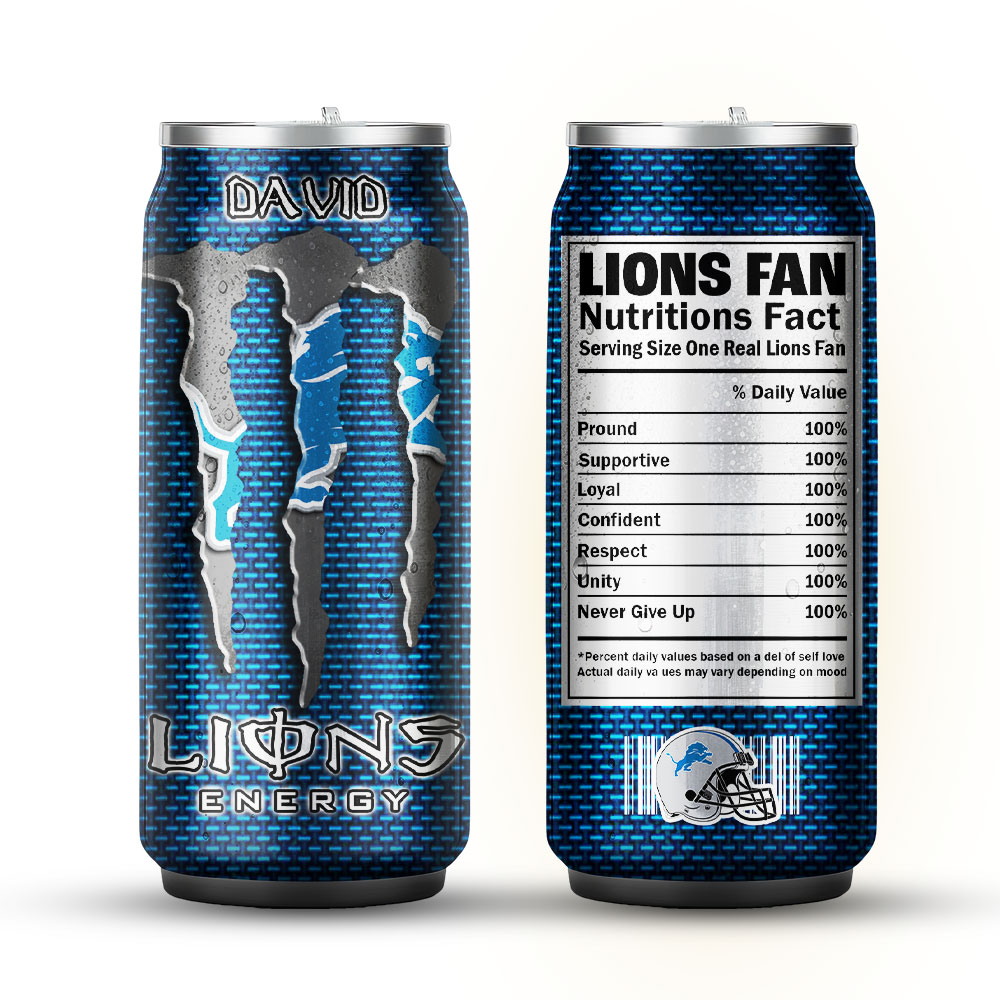 DAVID
LIONS
ENERGY
LIONS FAN
Nutritions Fact
Serving Size One Real Lions Fan
% Daily Value
Pround 100%
Supportive 100%
Loyal 100%
Confident 100%
Respect 100%
Unity 100%
Never Give Up 100%
*Percent daily values based on a del of self love
Actual daily va ues may vary depending on mood